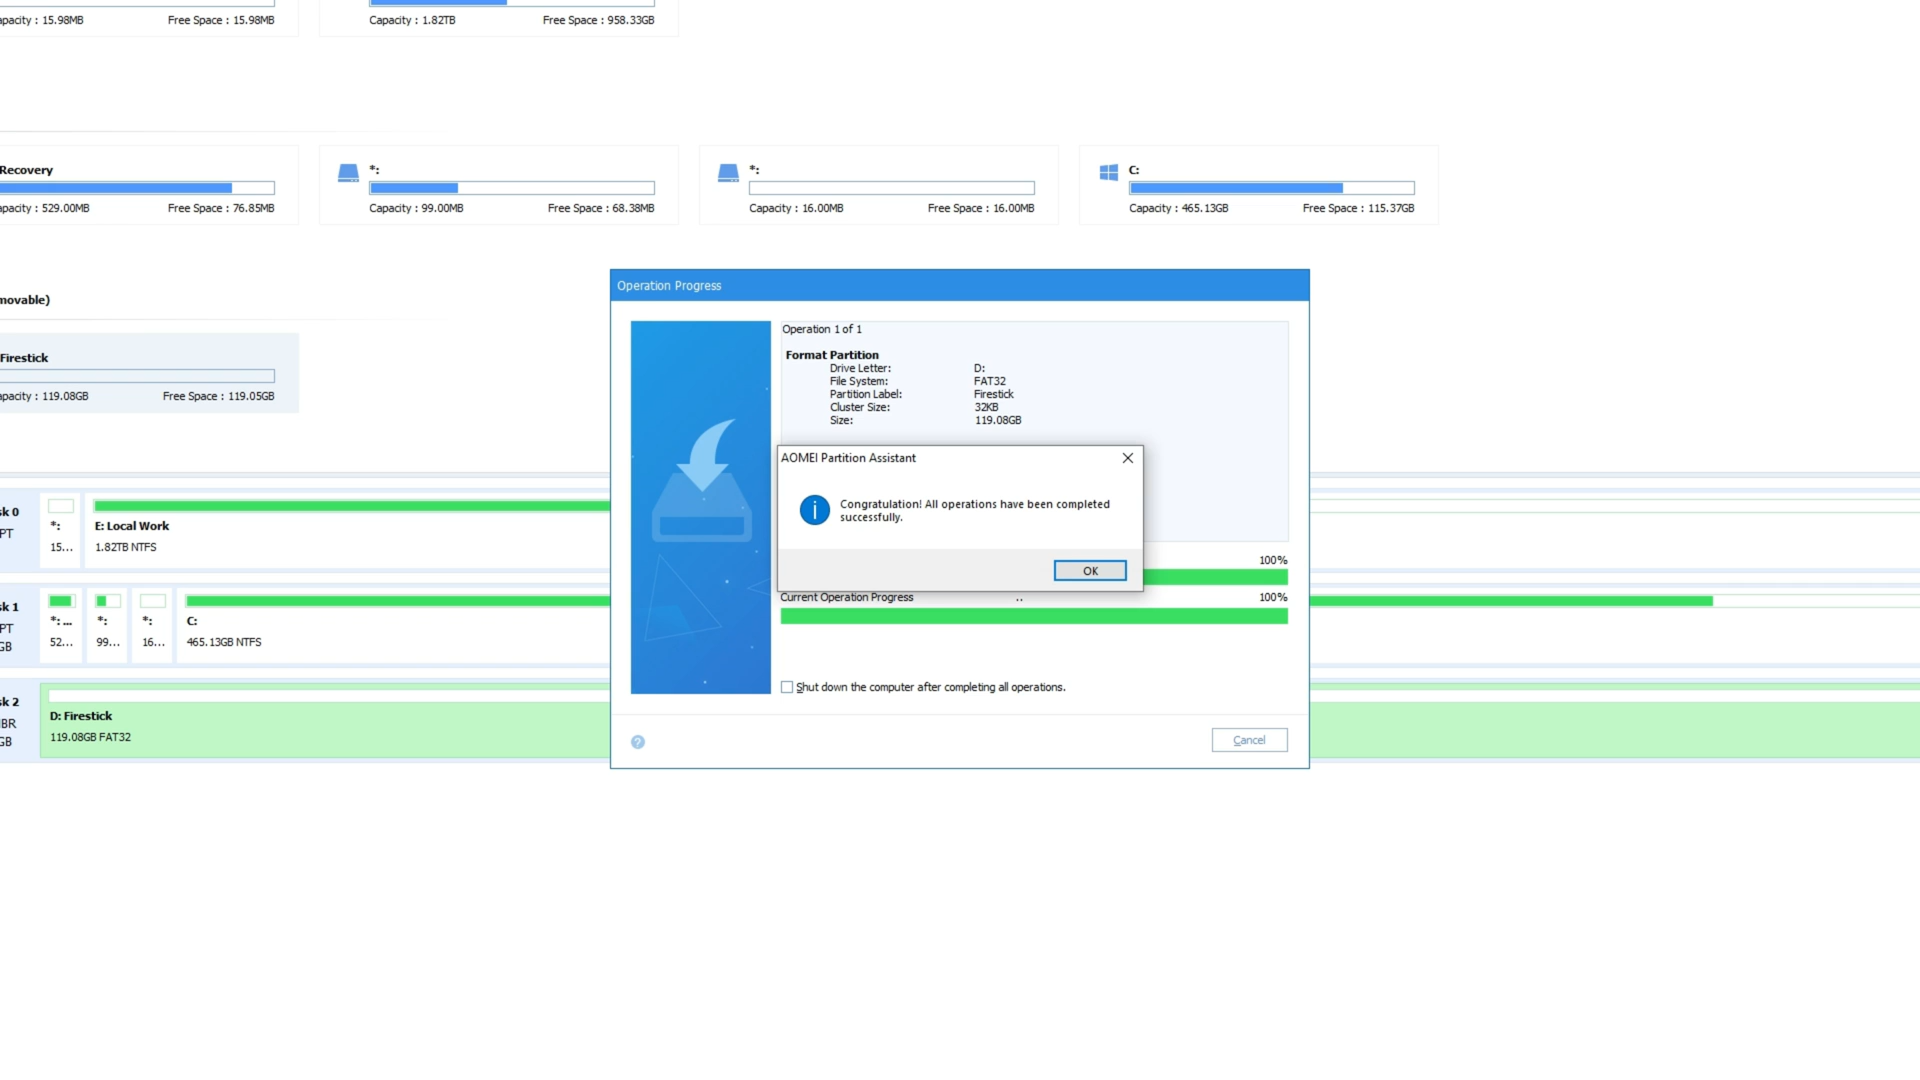 apacity : 15.98MB Free Space : 15.98MB
Capacity : 1.82TB Free Space : 958.33GB
Recovery
apacity : 529.00MB Free Space : 76.85MB
*:
Capacity : 99.00MB Free Space : 68.38MB
*:
Capacity : 16.00MB Free Space : 16.00MB
C:
Capacity : 465.13GB Free Space : 115.37GB
movable)
Firestick
apacity : 119.08GB Free Space : 119.05GB
Operation Progress
Operation 1 of 1
Format Partition
Drive Letter: D:
File System: FAT32
Partition Label: Firestick
Cluster Size: 32KB
Size: 119.08GB
AOMEI Partition Assistant
Congratulation! All operations have been completed
successfully.
OK
100%
Current Operation Progress .. 100%
Shut down the computer after completing all operations.
Cancel
sk 0
PT
*:
15...
E: Local Work
1.82TB NTFS
sk 1
PT
GB
*: ...
52...
*:
99...
*:
16...
C:
465.13GB NTFS
sk 2
BR
GB
D: Firestick
119.08GB FAT32